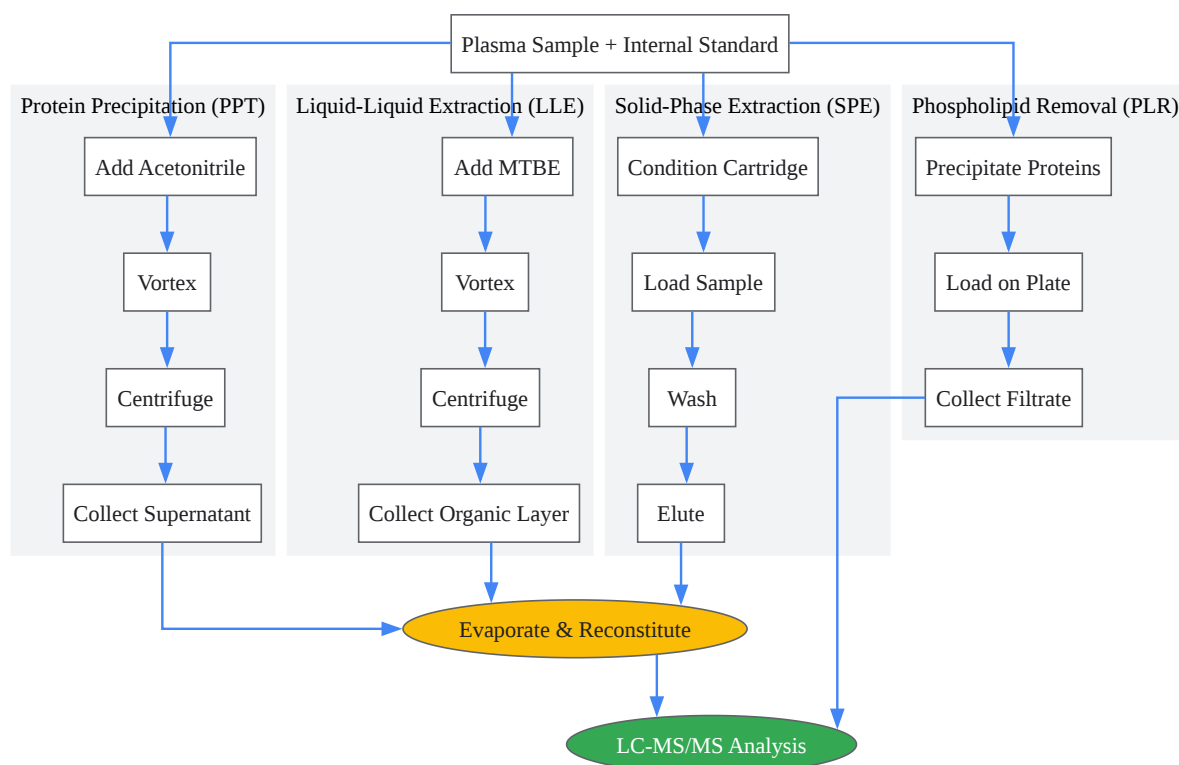 Plasma Sample + Internal Standard
Protein Precipitation (PPT)
Liquid-Liquid Extraction (LLE)
Solid-Phase Extraction (SPE)
Phospholipid Removal (PLR)
Add Acetonitrile
Add MTBE
Condition Cartridge
Precipitate Proteins
Vortex
Vortex
Load Sample
Load on Plate
Centrifuge
Centrifuge
Wash
Collect Filtrate
Collect Supernatant
Collect Organic Layer
Elute
Evaporate & Reconstitute
LC-MS/MS Analysis